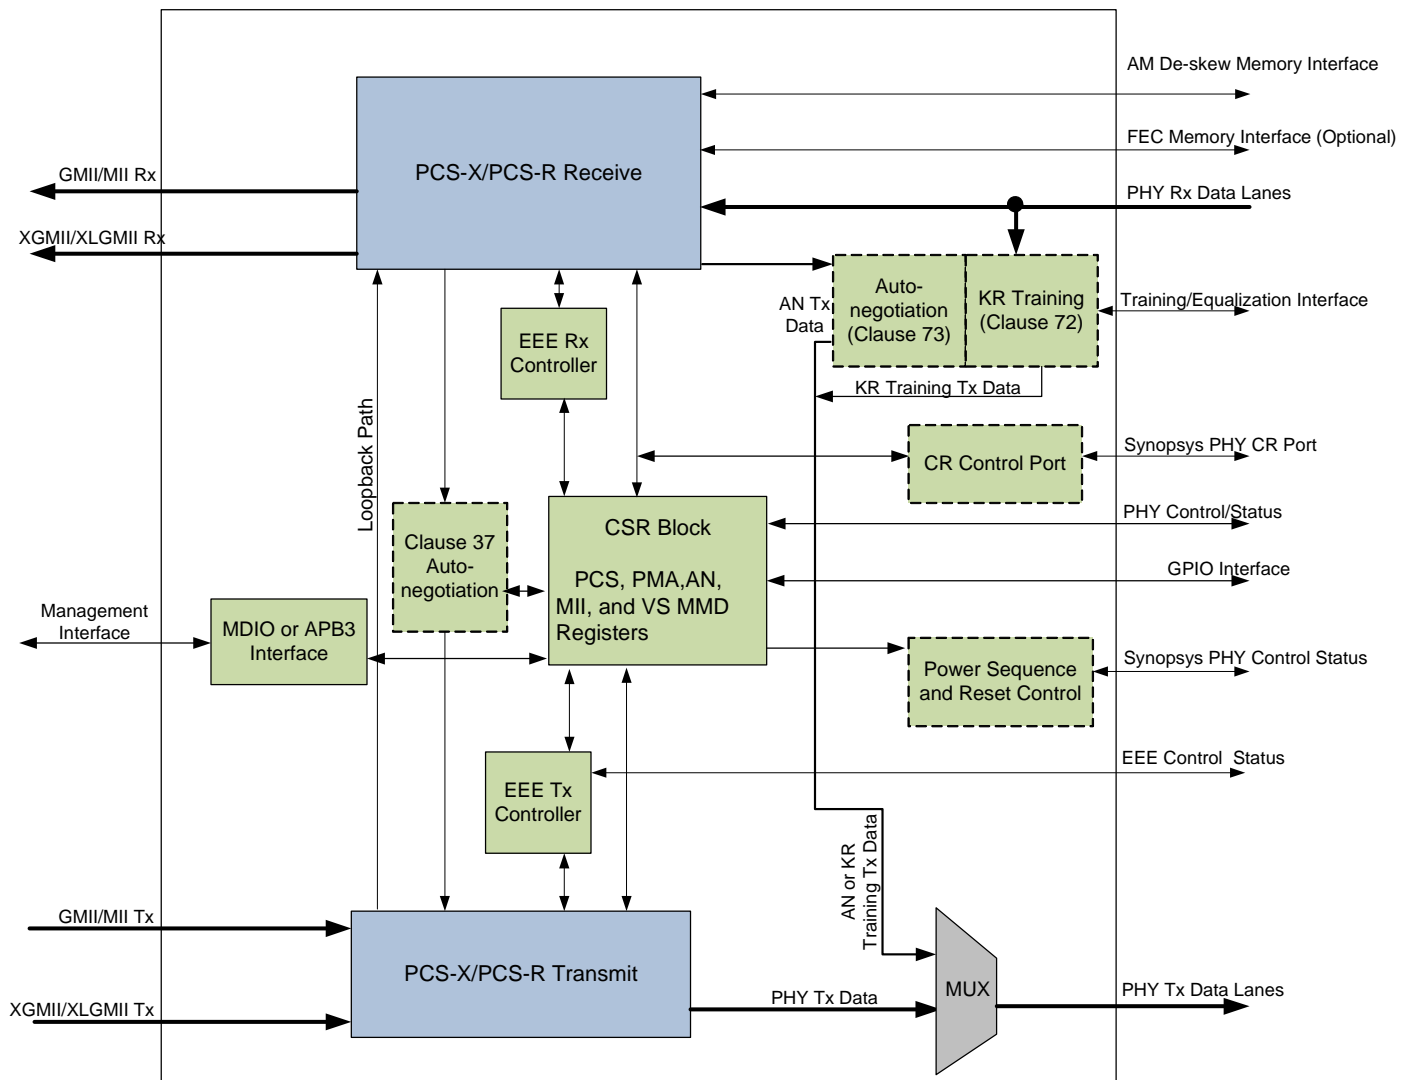 AM De-skew Memory Interface
FEC Memory Interface (Optional)
PCS-X/PCS-R Receive
GMII/MII Rx
PHY Rx Data Lanes
XGMII/XLGMII Rx
AN Tx
Data
Auto-
negotiation
(Clause 73)
KR Training
(Clause 72)
Training/Equalization Interface
EEE Rx
Controller
KR Training Tx Data
Loopback Path
CR Control Port
Synopsys PHY CR Port
Clause 37
Auto-
negotiation
CSR Block
PCS, PMA,AN,
MII, and VS MMD
Registers
PHY Control/Status
GPIO Interface
Management
Interface
MDIO or APB3
Interface
Power Sequence
and Reset Control
Synopsys PHY Control Status
EEE Tx
Controller
EEE Control  Status
AN or KR
Training Tx Data
GMII/MII Tx
PCS-X/PCS-R Transmit
XGMII/XLGMII Tx
PHY Tx Data
MUX
PHY Tx Data Lanes